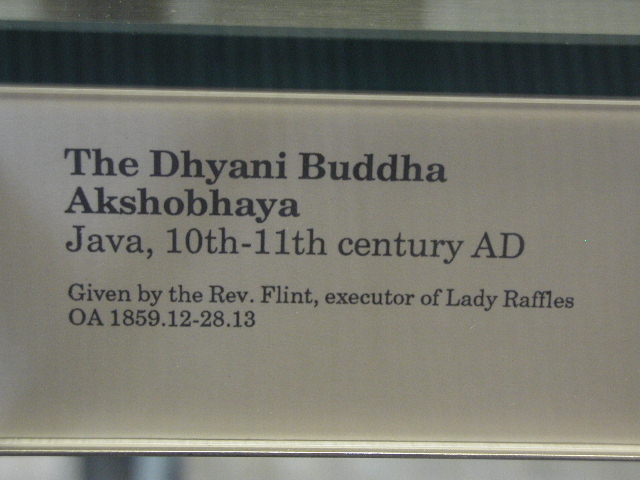 The Dhyani Buddha
Akshobhaya
Java, 10th-11th century AD
Given by the Rev. Flint, executor of Lady Raffles
OA 1859.12-28.13